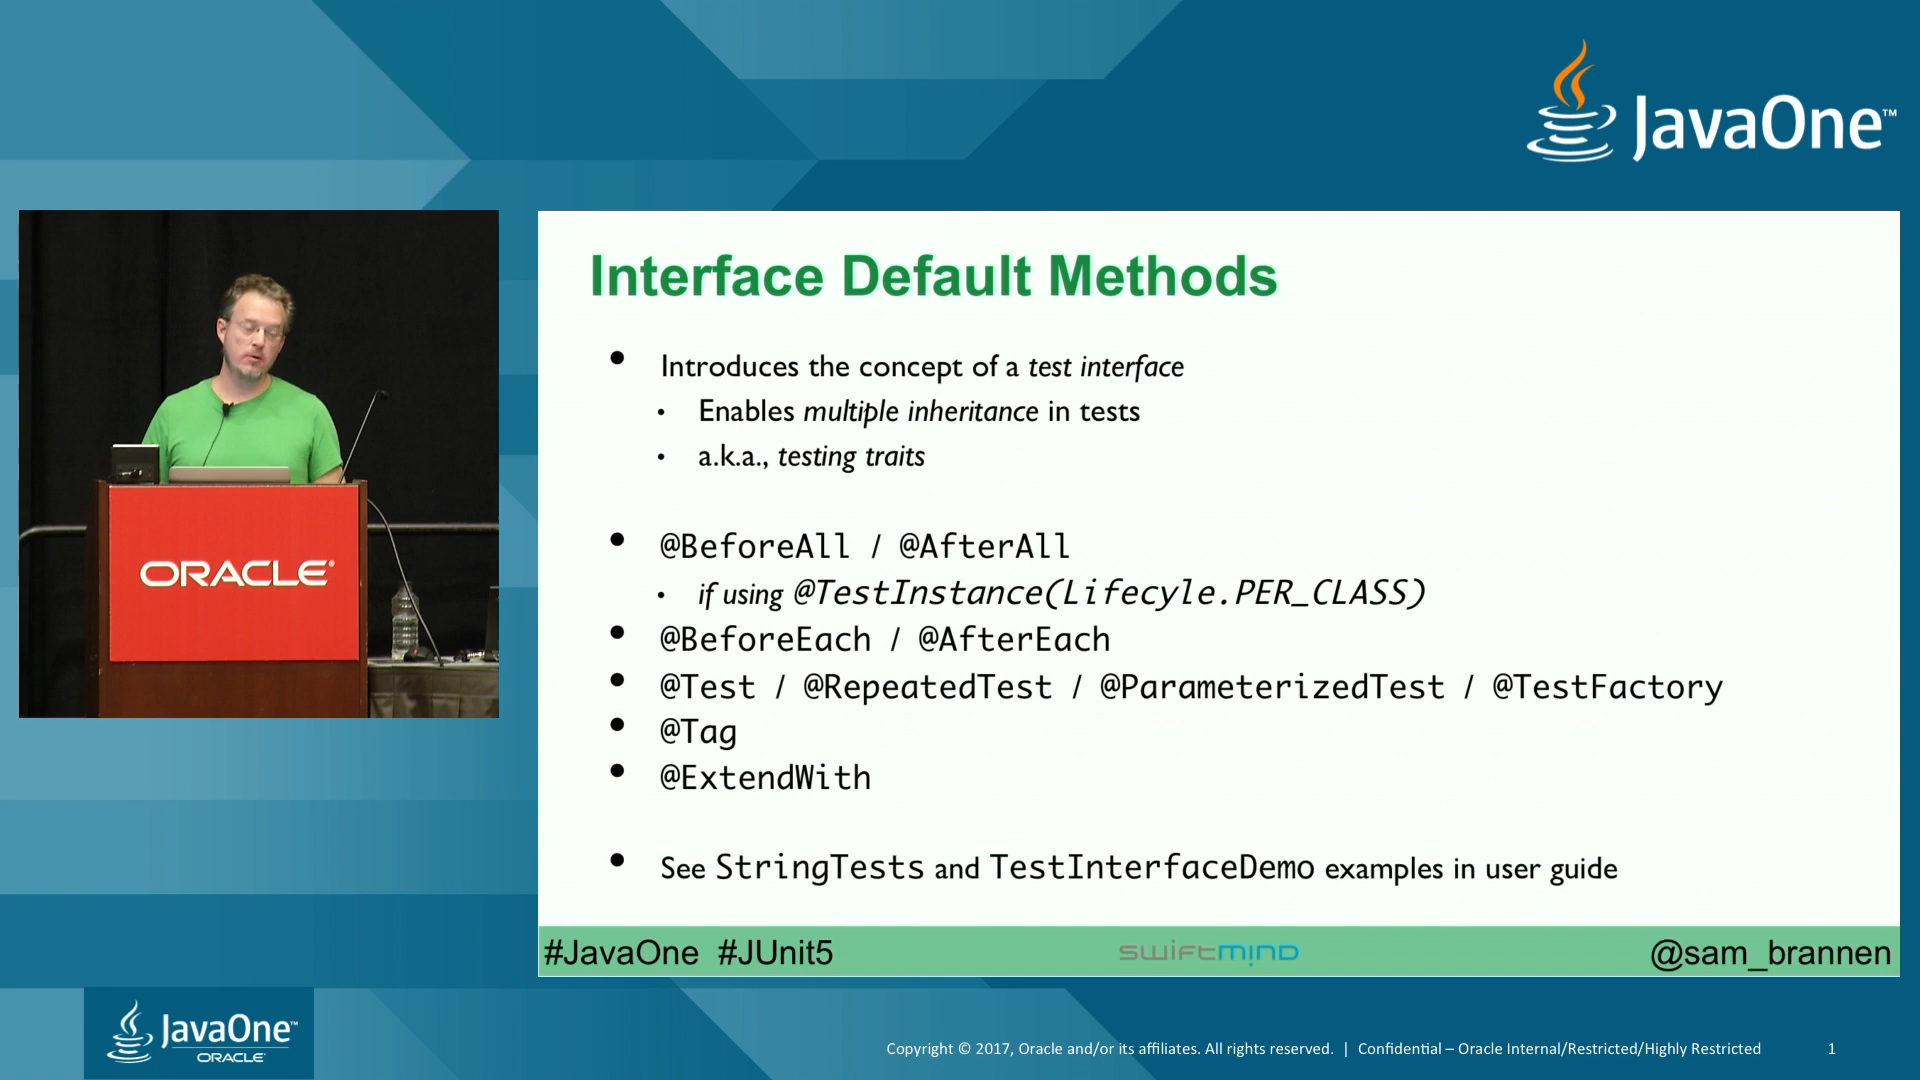 JavaOne™
Interface Default Methods
• Introduces the concept of a test interface
• Enables multiple inheritance in tests
• a.k.a., testing traits
• @BeforeAll / @AfterAll
• if using @TestInstance(Lifecyle.PER_CLASS)
• @BeforeEach / @AfterEach
• @Test / @RepeatedTest / @ParameterizedTest / @TestFactory
• @Tag
• @ExtendWith
• See StringTests and TestInterfaceDemo examples in user guide
ORACLE®
#JavaOne #JUnit5 swiftmind @sam_brannen
JavaOne™
ORACLE®
Copyright © 2017, Oracle and/or its affiliates. All rights reserved. | Confidential – Oracle Internal/Restricted/Highly Restricted 1